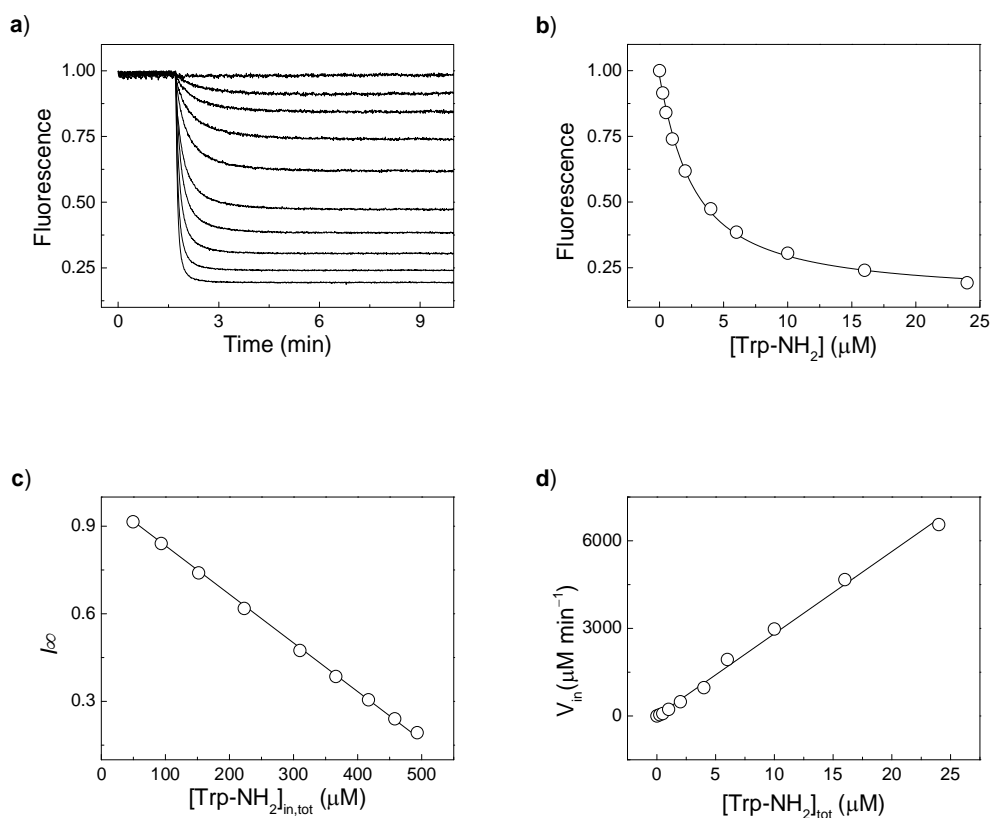 a)
Fluorescence
1.00
0.75
0.50
0.25
0 3 6 9
Time (min)
b)
Fluorescence
1.00
0.75
0.50
0.25
0 5 10 15 20 25
[Trp-NH₂] (μM)
c)
I∞
0.9
0.6
0.3
0 100 200 300 400 500
[Trp-NH₂]in,tot (μM)
d)
Vin (μM min⁻¹)
6000
3000
0
0 5 10 15 20 25
[Trp-NH₂]tot (μM)